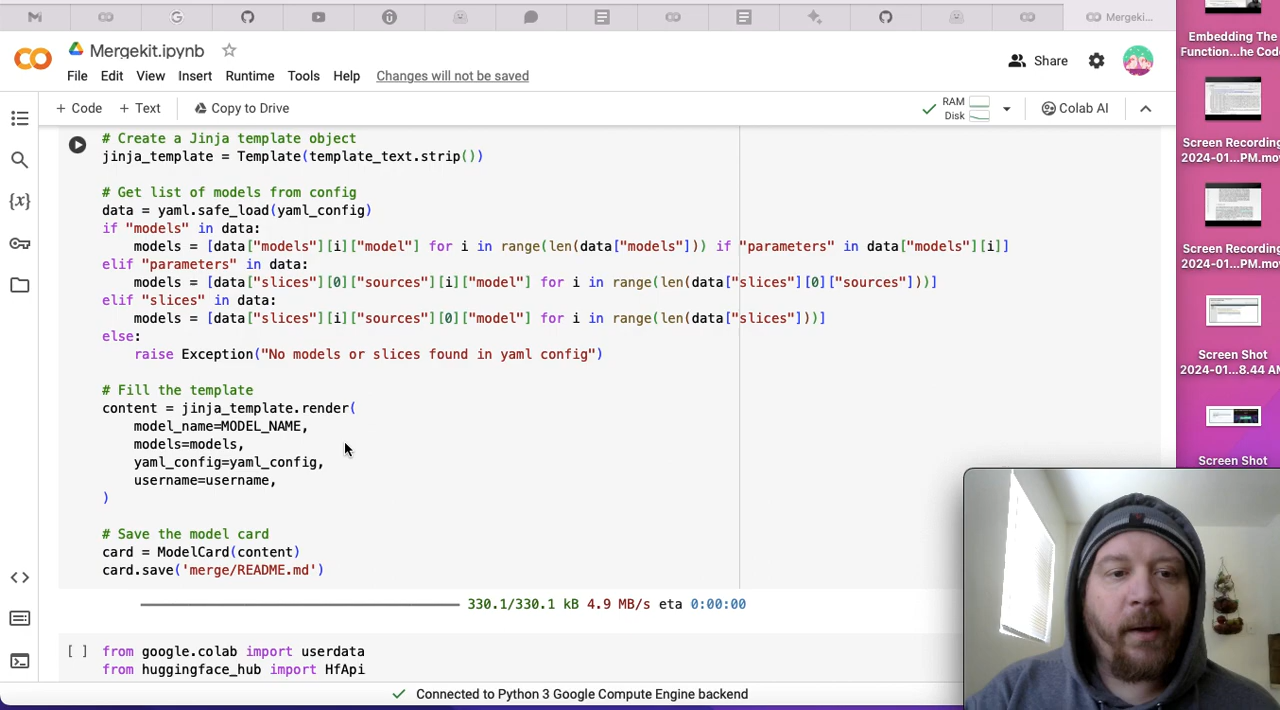 Mergeki...
Mergekit.ipynb
File Edit View Insert Runtime Tools Help Changes will not be saved
Share
+ Code + Text Copy to Drive
RAM
Disk
Colab AI
# Create a Jinja template object
jinja_template = Template(template_text.strip())
# Get list of models from config
data = yaml.safe_load(yaml_config)
if "models" in data:
models = [data["models"][i]["model"] for i in range(len(data["models"])) if "parameters" in data["models"][i]]
elif "parameters" in data:
models = [data["slices"][0]["sources"][i]["model"] for i in range(len(data["slices"][0]["sources"]))]
elif "slices" in data:
models = [data["slices"][i]["sources"][0]["model"] for i in range(len(data["slices"]))]
else:
raise Exception("No models or slices found in yaml config")
# Fill the template
content = jinja_template.render(
model_name=MODEL_NAME,
models=models,
yaml_config=yaml_config,
username=username,
)
# Save the model card
card = ModelCard(content)
card.save('merge/README.md')
330.1/330.1 kB 4.9 MB/s eta 0:00:00
[ ] from google.colab import userdata
from huggingface_hub import HfApi
Connected to Python 3 Google Compute Engine backend
Embedding The
Function...he Cod
Screen Recording
2024-01...PM.mov
Screen Recording
2024-01...PM.mov
Screen Shot
2024-01...8.44 AM
Screen Shot